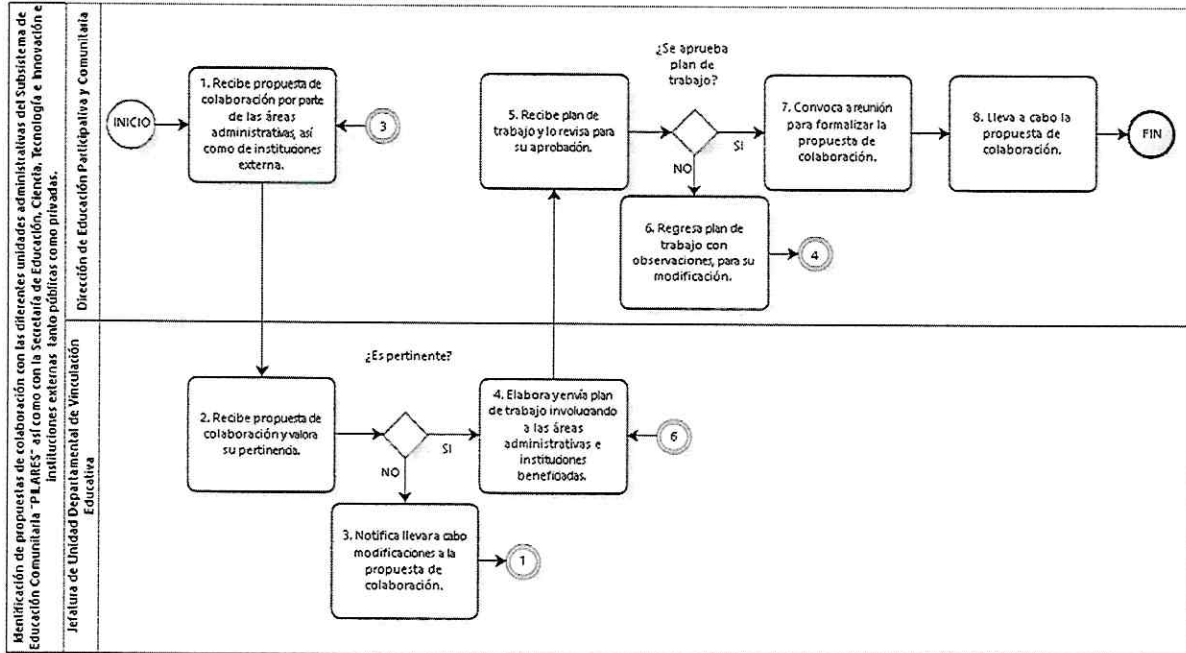 Identificación de propuestas de colaboración con las diferentes unidades administrativas del Subsistema de
Educación Comunitaria "PILARES" así como con la Secretaría de Educación, Ciencia, Tecnología e Innovación e
instituciones externas tanto públicas como privadas.
Dirección de Educación Participaliva y Comunitaria
INICIO
1. Recibe propuesta de
colaboración por parte
de las áreas
administrativas, así
como de instituciones
externa.
3
5. Recibe plan de
trabajo y lo revisa para
su aprobación.
¿Se aprueba
plan de
trabajo?
SI
NO
6. Regresa plan de
trabajo con
observaciones, para su
modificación.
4
7. Convoca a reunión
para formalizar la
propuesta de
colaboración.
8. Lleva a cabo la
propuesta de
colaboración.
FIN
Jefatura de Unidad Departamental de Vinculación
Educativa
2. Recibe propuesta de
colaboración y valora
su pertinencia.
¿Es pertinente?
SI
NO
3. Notifica llevar a cabo
modificaciones a la
propuesta de
colaboración.
1
4. Elabora y envía plan
de trabajo involucrando
a las áreas
administrativas e
instituciones
beneficiadas.
6